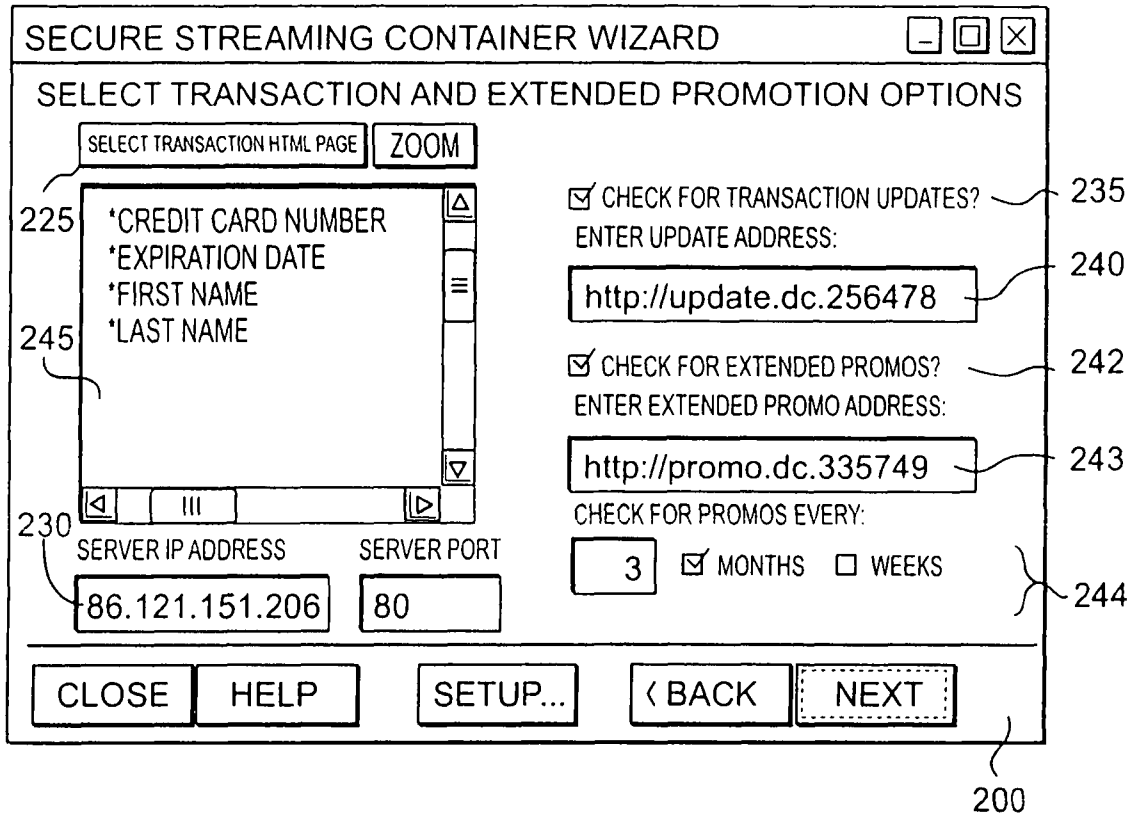 SECURE STREAMING CONTAINER WIZARD
SELECT TRANSACTION AND EXTENDED PROMOTION OPTIONS
SELECT TRANSACTION HTML PAGE ZOOM
225
*CREDIT CARD NUMBER
*EXPIRATION DATE
*FIRST NAME
*LAST NAME
245
230
SERVER IP ADDRESS SERVER PORT
86.121.151.206 80
CHECK FOR TRANSACTION UPDATES? 235
ENTER UPDATE ADDRESS:
http://update.dc.256478 240
CHECK FOR EXTENDED PROMOS? 242
ENTER EXTENDED PROMO ADDRESS:
http://promo.dc.335749 243
CHECK FOR PROMOS EVERY:
3 MONTHS WEEKS 244
CLOSE HELP SETUP... < BACK NEXT
200